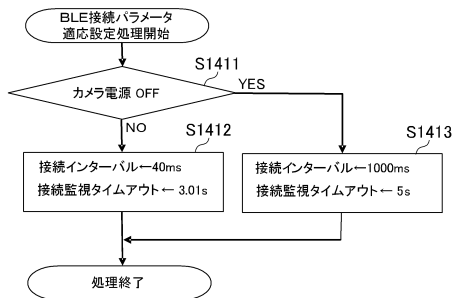 BLE接続パラメータ
適応設定処理開始
S1411
カメラ電源 OFF
YES
NO
S1412
接続インターバル←40ms
接続監視タイムアウト← 3.01s
S1413
接続インターバル←1000ms
接続監視タイムアウト← 5s
処理終了